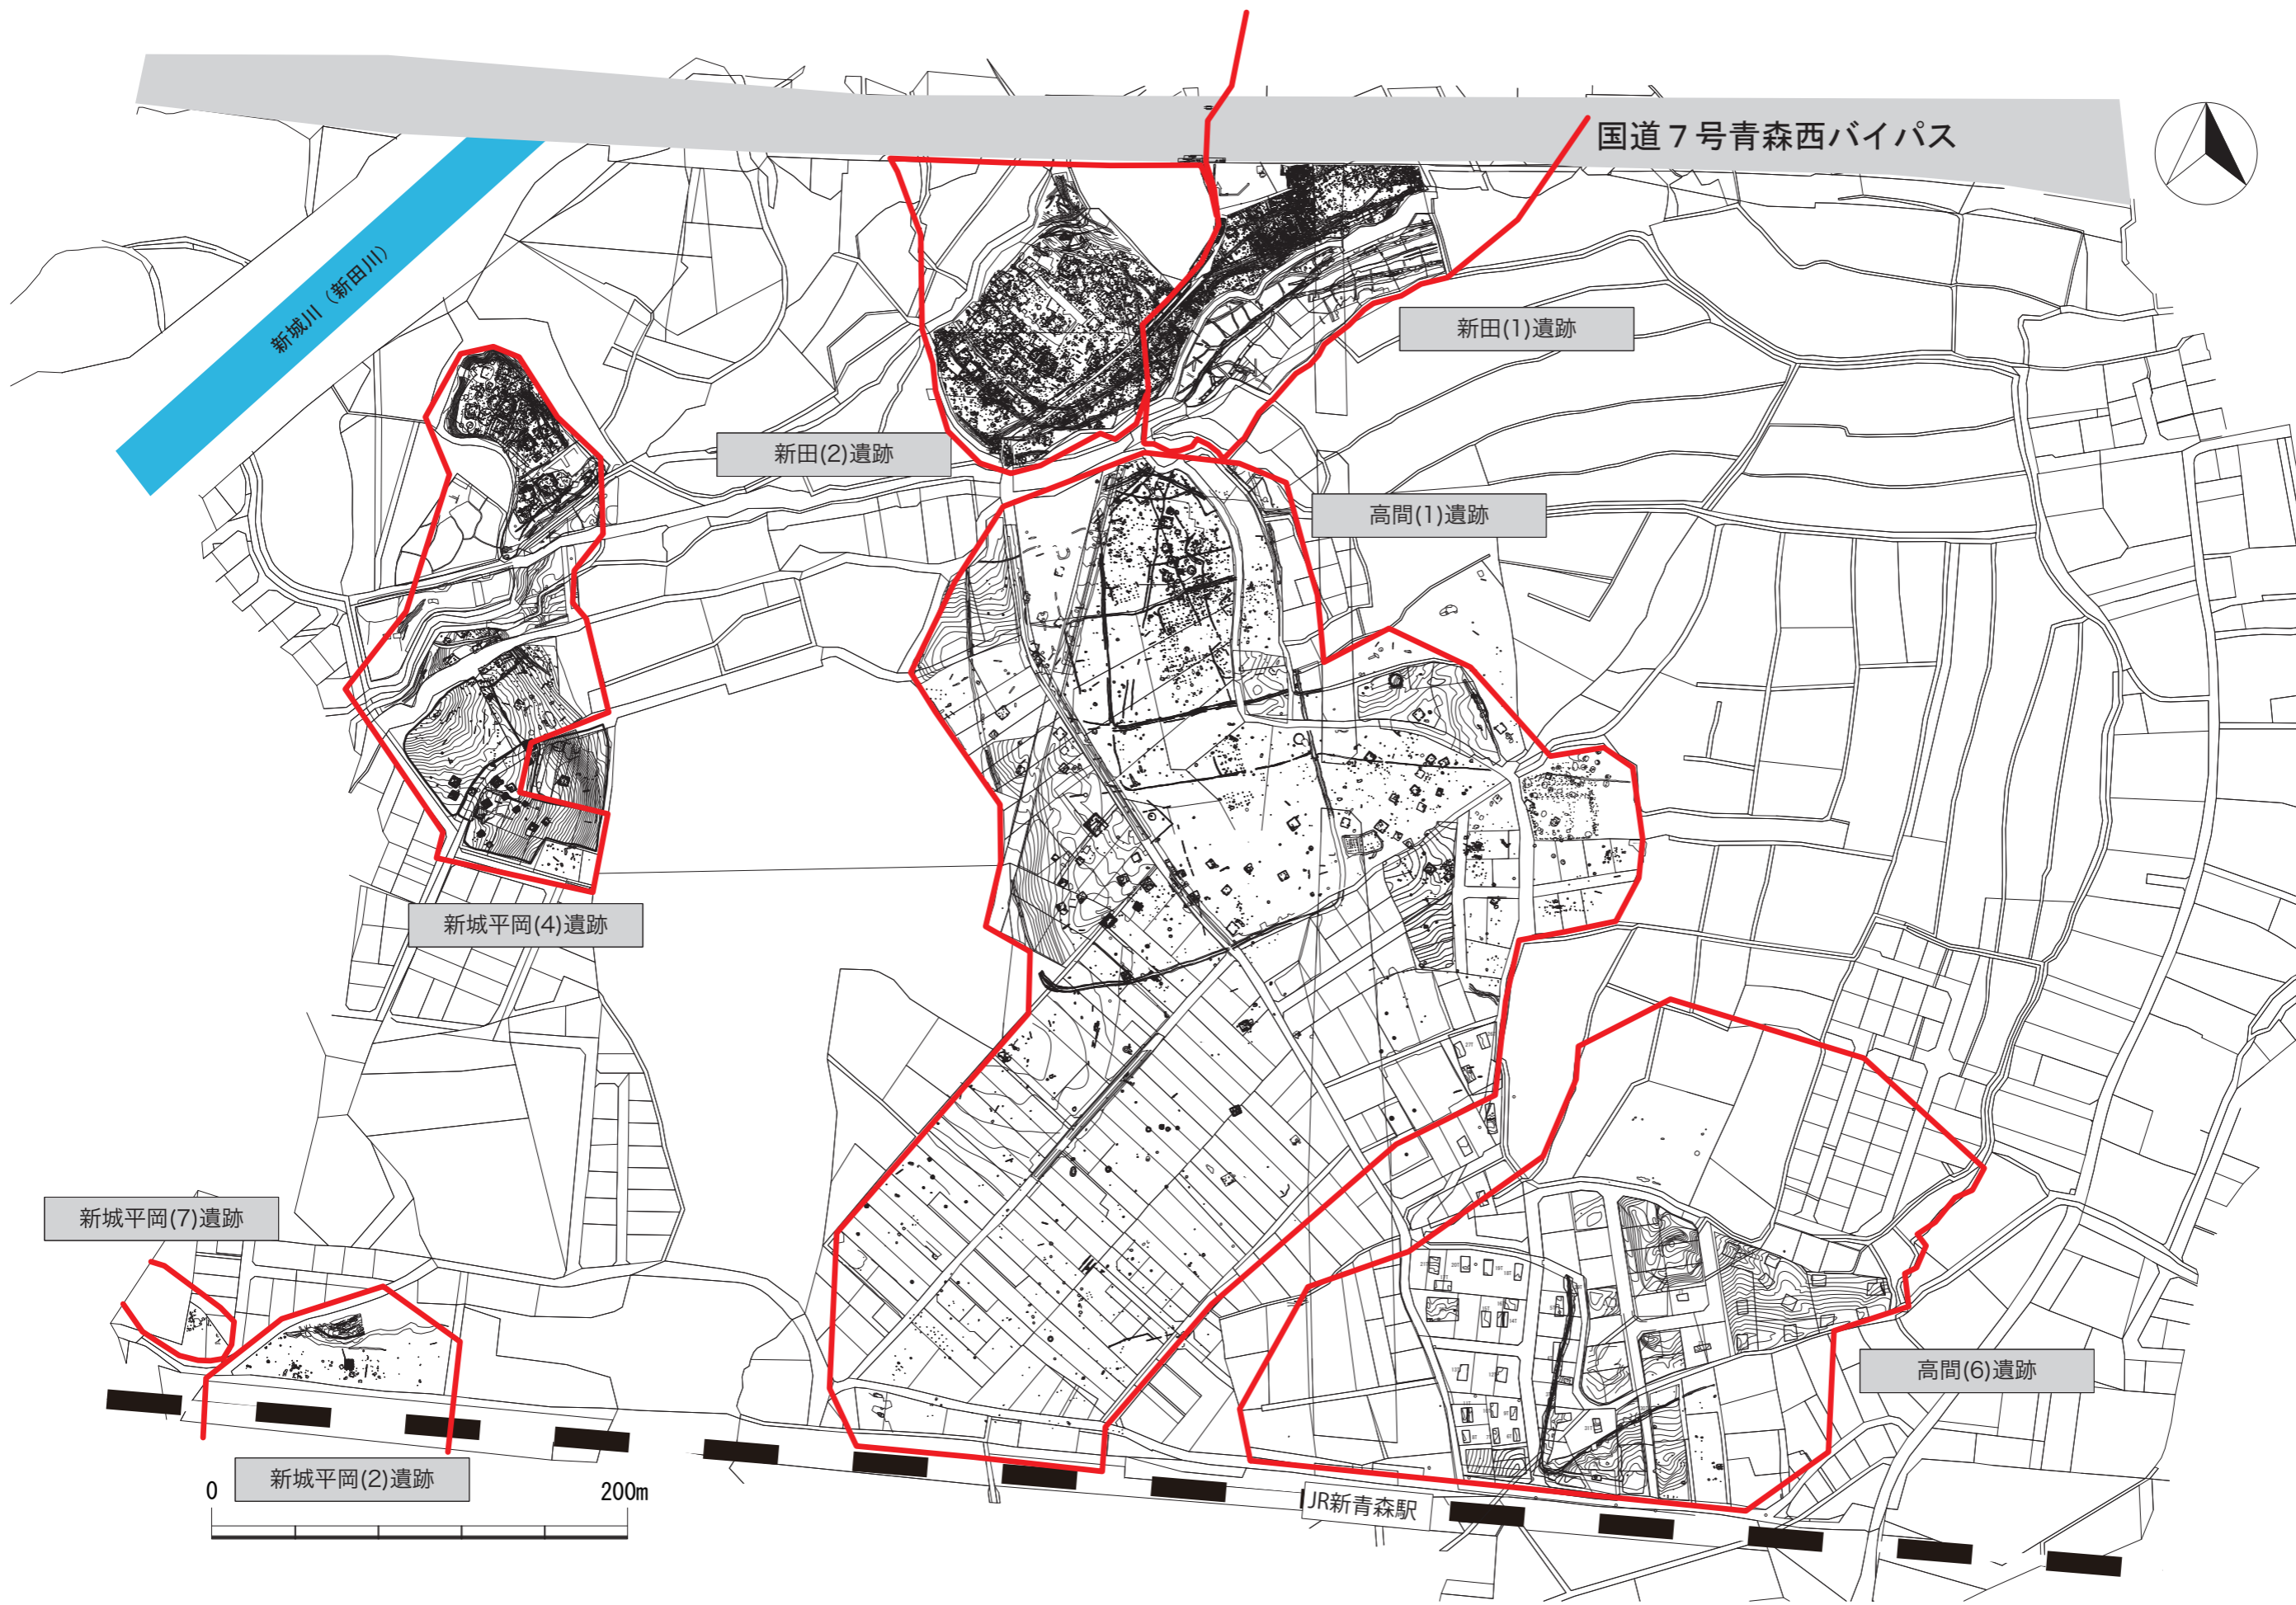 国道７号青森西バイパス
新城川（新田川）
新田(1)遺跡
新田(2)遺跡
高間(1)遺跡
新城平岡(4)遺跡
新城平岡(7)遺跡
高間(6)遺跡
新城平岡(2)遺跡
0
200m
JR新青森駅